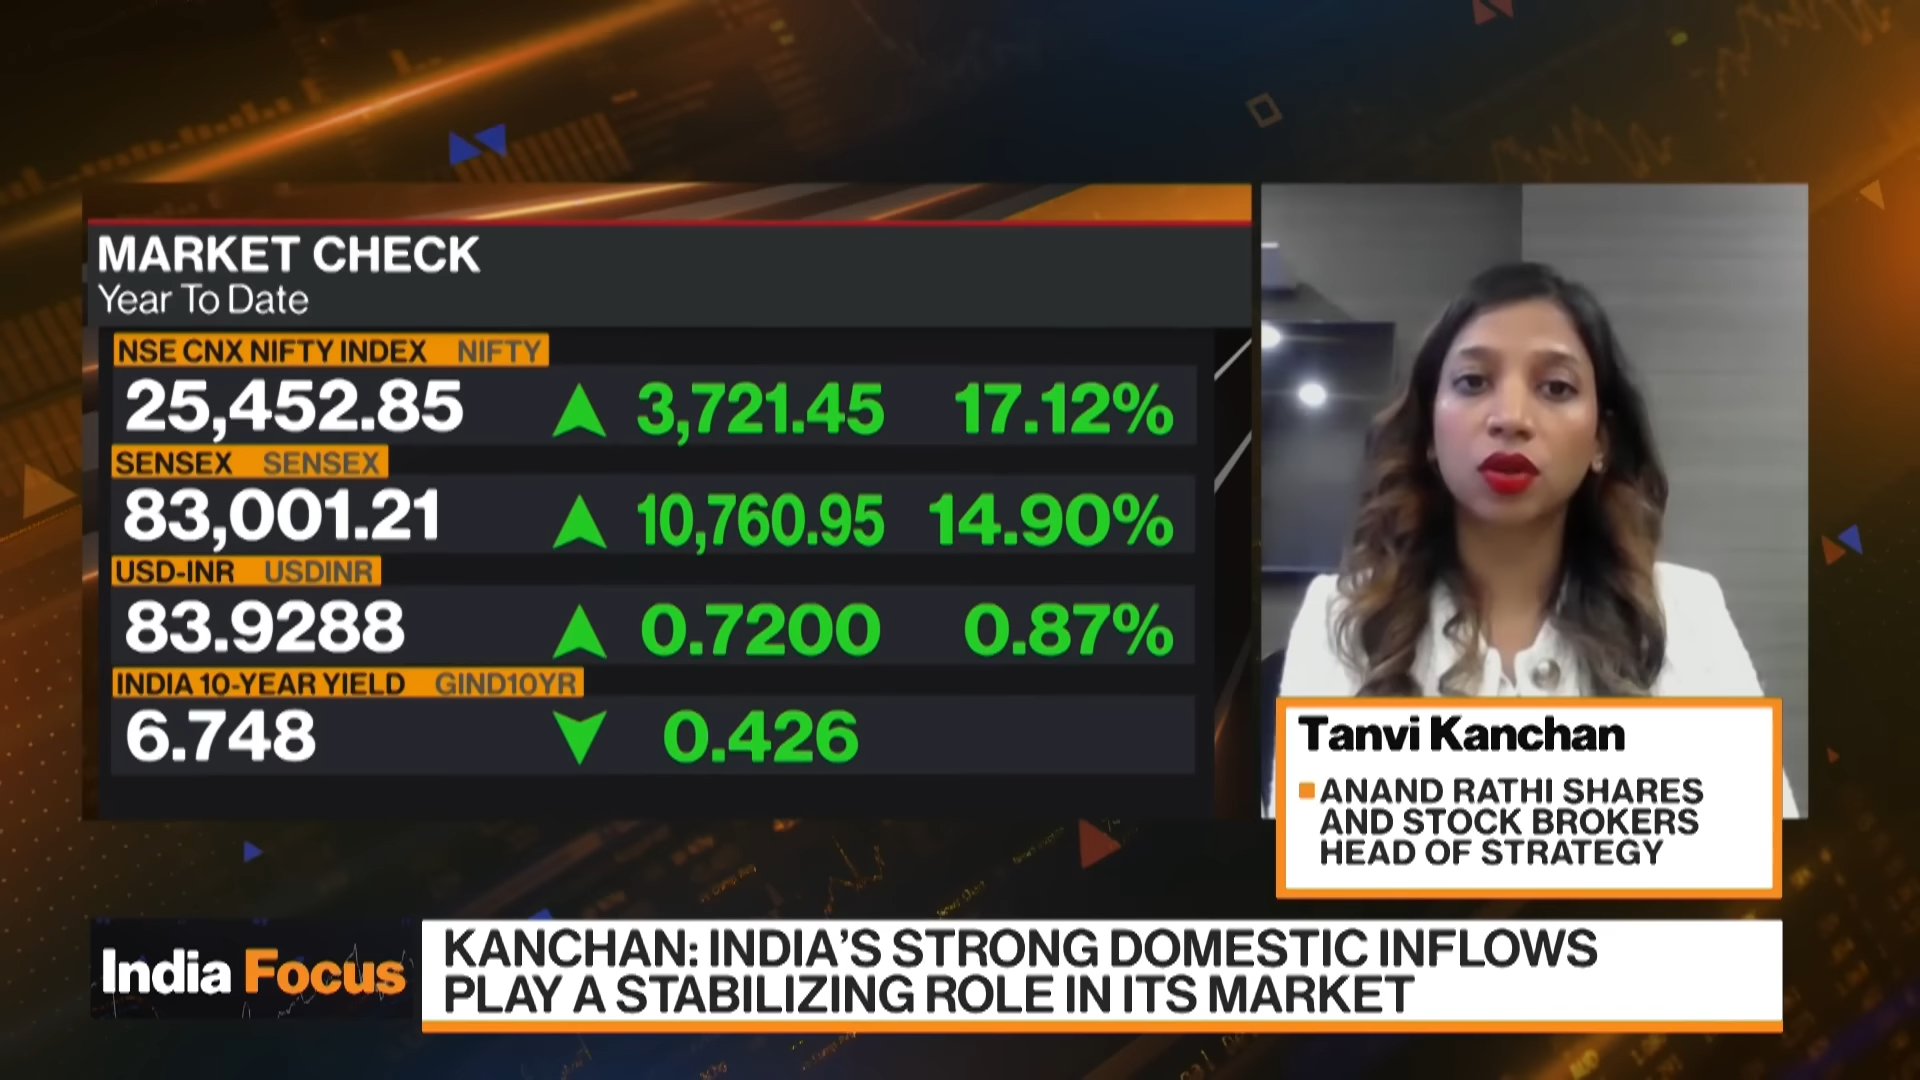 MARKET CHECK
Year To Date
NSE CNX NIFTY INDEX NIFTY
25,452.85 ▲ 3,721.45 17.12%
SENSEX SENSEX
83,001.21 ▲ 10,760.95 14.90%
USD-INR USDINR
83.9288 ▲ 0.7200 0.87%
INDIA 10-YEAR YIELD GIND10YR
6.748 ▼ 0.426
Tanvi Kanchan
ANAND RATHI SHARES
AND STOCK BROKERS
HEAD OF STRATEGY
India Focus
KANCHAN: INDIA'S STRONG DOMESTIC INFLOWS
PLAY A STABILIZING ROLE IN ITS MARKET